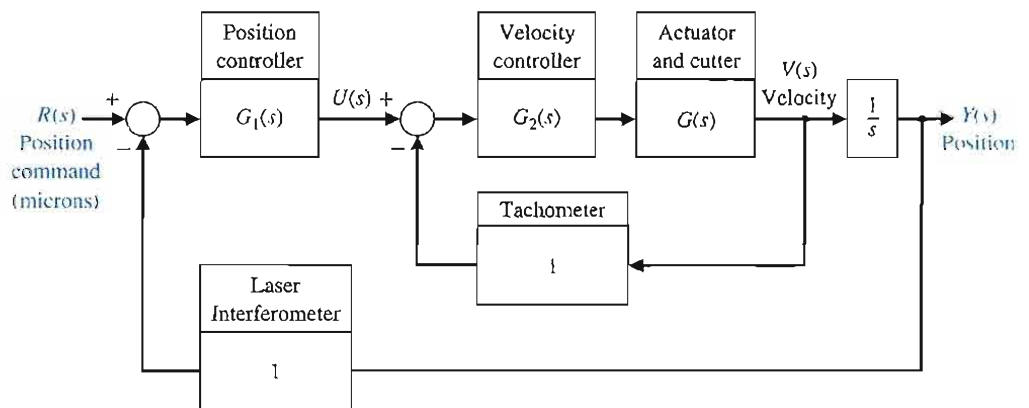 Position
controller
Velocity
controller
Actuator
and cutter
V(s)
Velocity
R(s)
Position
command
(microns)
+
−
G₁(s)
U(s) +
−
G₂(s)
G(s)
1
s
Y(s)
Position
Tachometer
1
Laser
Interferometer
1